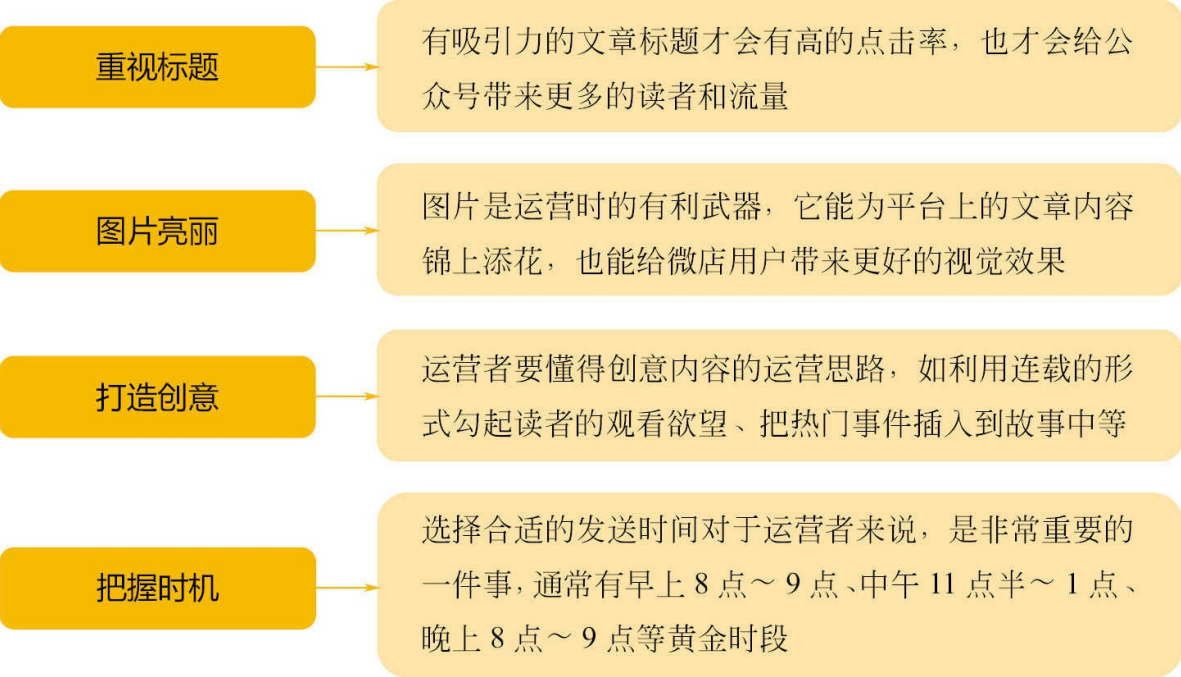 重视标题
有吸引力的文章标题才会有高的点击率，也才会给公
众号带来更多的读者和流量
图片亮丽
图片是运营时的有利武器，它能为平台上的文章内容
锦上添花，也能给微店用户带来更好的视觉效果
打造创意
运营者要懂得创意内容的运营思路，如利用连载的形
式勾起读者的观看欲望、把热门事件插入到故事中等
把握时机
选择合适的发送时间对于运营者来说，是非常重要的
一件事，通常有早上 8 点～ 9 点、中午 11 点半～ 1 点、
晚上 8 点～ 9 点等黄金时段